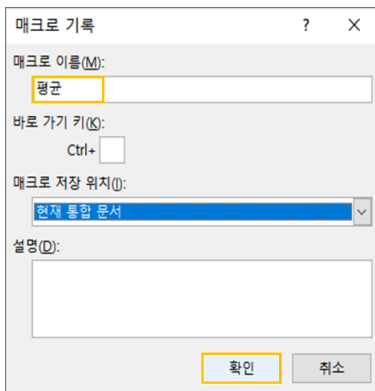 매크로 기록 ? ×
매크로 이름(M):
평균
바로 가기 키(K):
Ctrl+
매크로 저장 위치(I):
현재 통합 문서
설명(D):
확인 취소